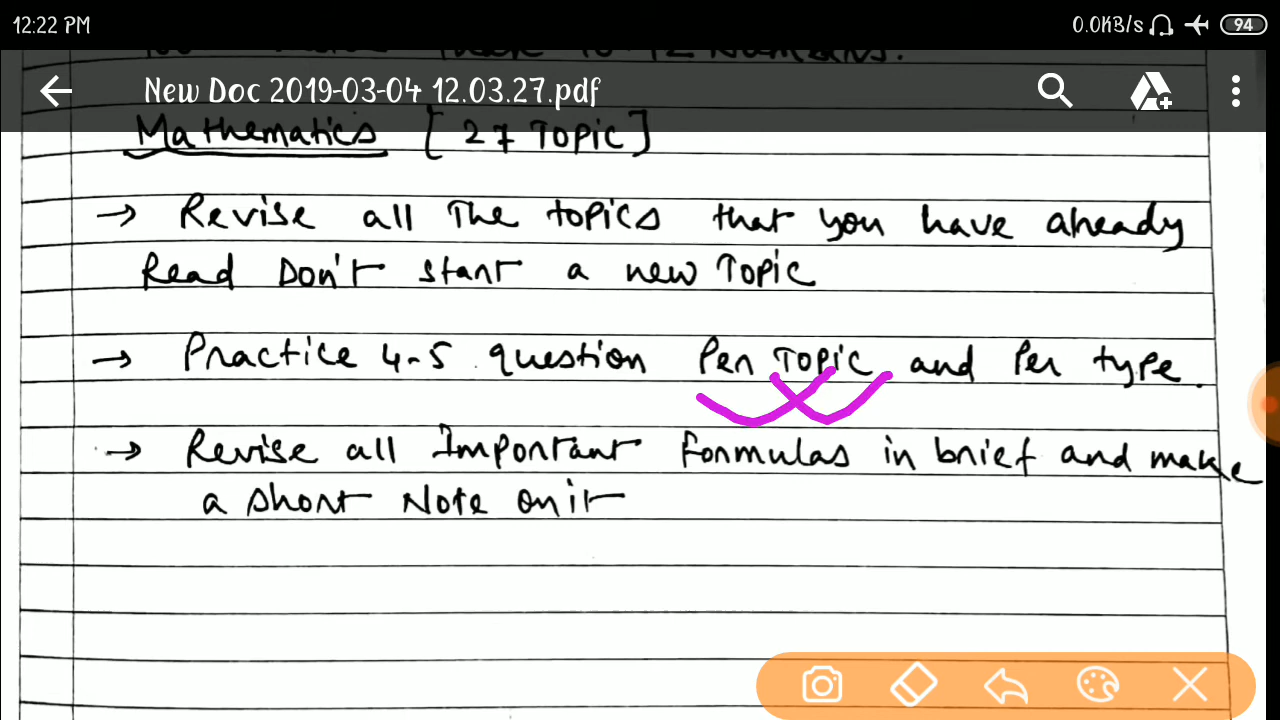 12:22 PM 0.0KB/s 94
New Doc 2019-03-04 12.03.27.pdf
Mathematics [27 Topic]
→ Revise all The topics that you have already
Read Don't start a new Topic
→ Practice 4-5 question Per Topic and Per type.
→ Revise all Important formulas in brief and make
a short Note on it